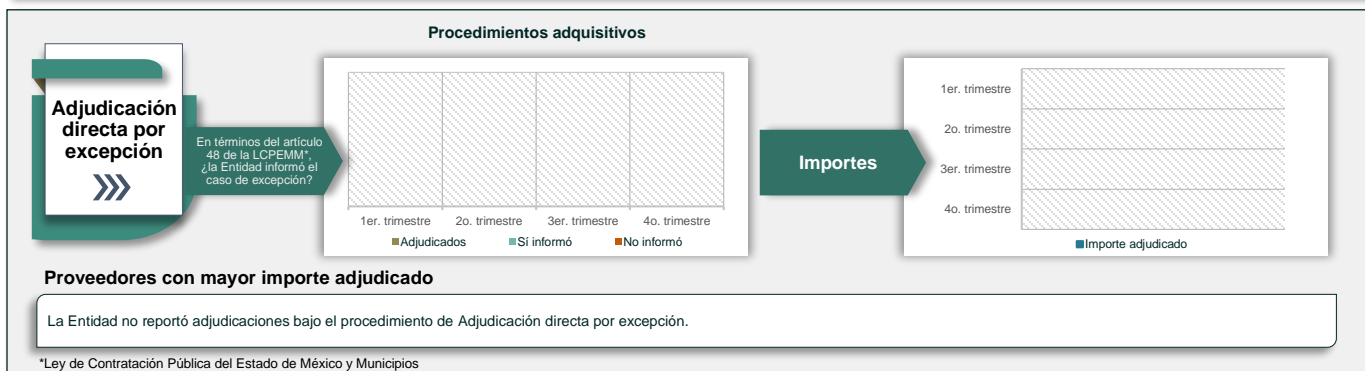 Procedimientos adquisitivos
Adjudicación
directa por
excepción
En términos del artículo
48 de la LCPEMM*,
¿la Entidad informó el
caso de excepción?
1er. trimestre
2o. trimestre
3er. trimestre
4o. trimestre
Adjudicados
Sí informó
No informó
Importes
1er. trimestre
2o. trimestre
3er. trimestre
4o. trimestre
Importe adjudicado
Proveedores con mayor importe adjudicado
La Entidad no reportó adjudicaciones bajo el procedimiento de Adjudicación directa por excepción.
*Ley de Contratación Pública del Estado de México y Municipios